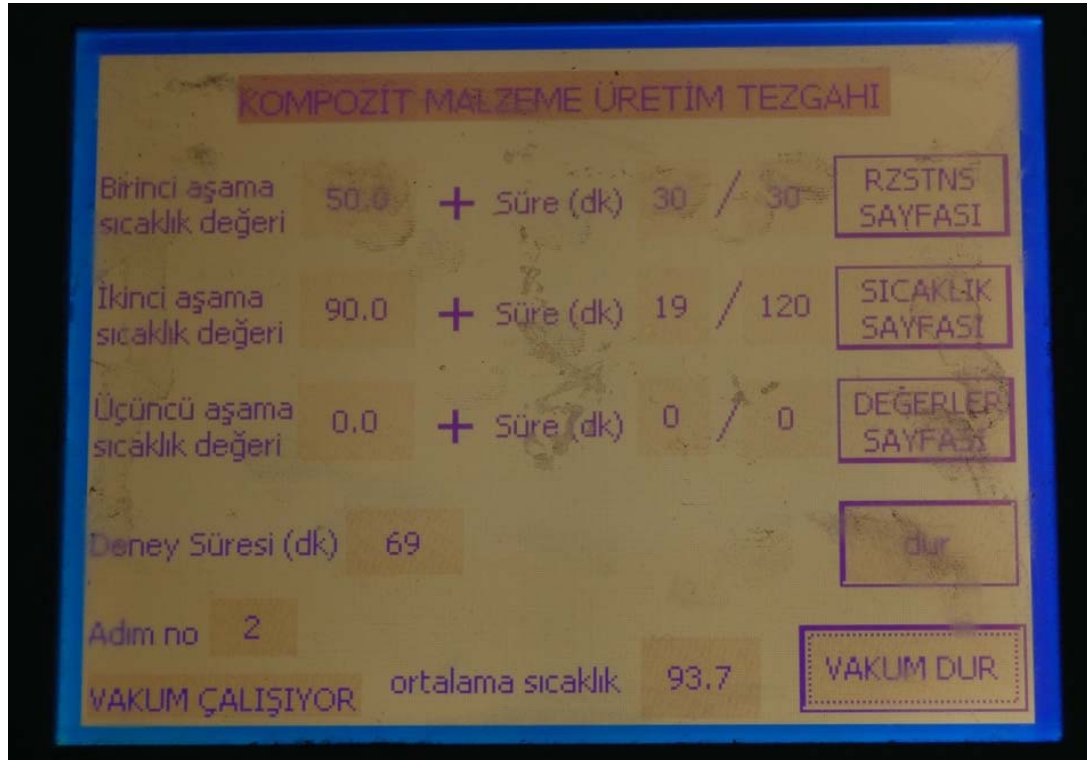 KOMPOZİT MALZEME ÜRETİM TEZGAHI
Birinci aşama
sıcaklık değeri
50.0 + Süre (dk) 30 / 30
RZSTNS
SAYFASI
İkinci aşama
sıcaklık değeri
90.0 + Süre (dk) 19 / 120
SICAKLIK
SAYFASI
Üçüncü aşama
sıcaklık değeri
0.0 + Süre (dk) 0 / 0
DEĞERLER
SAYFASI
Deney Süresi (dk) 69
dur
Adım no 2
VAKUM ÇALIŞIYOR
ortalama sıcaklık 93.7
VAKUM DUR